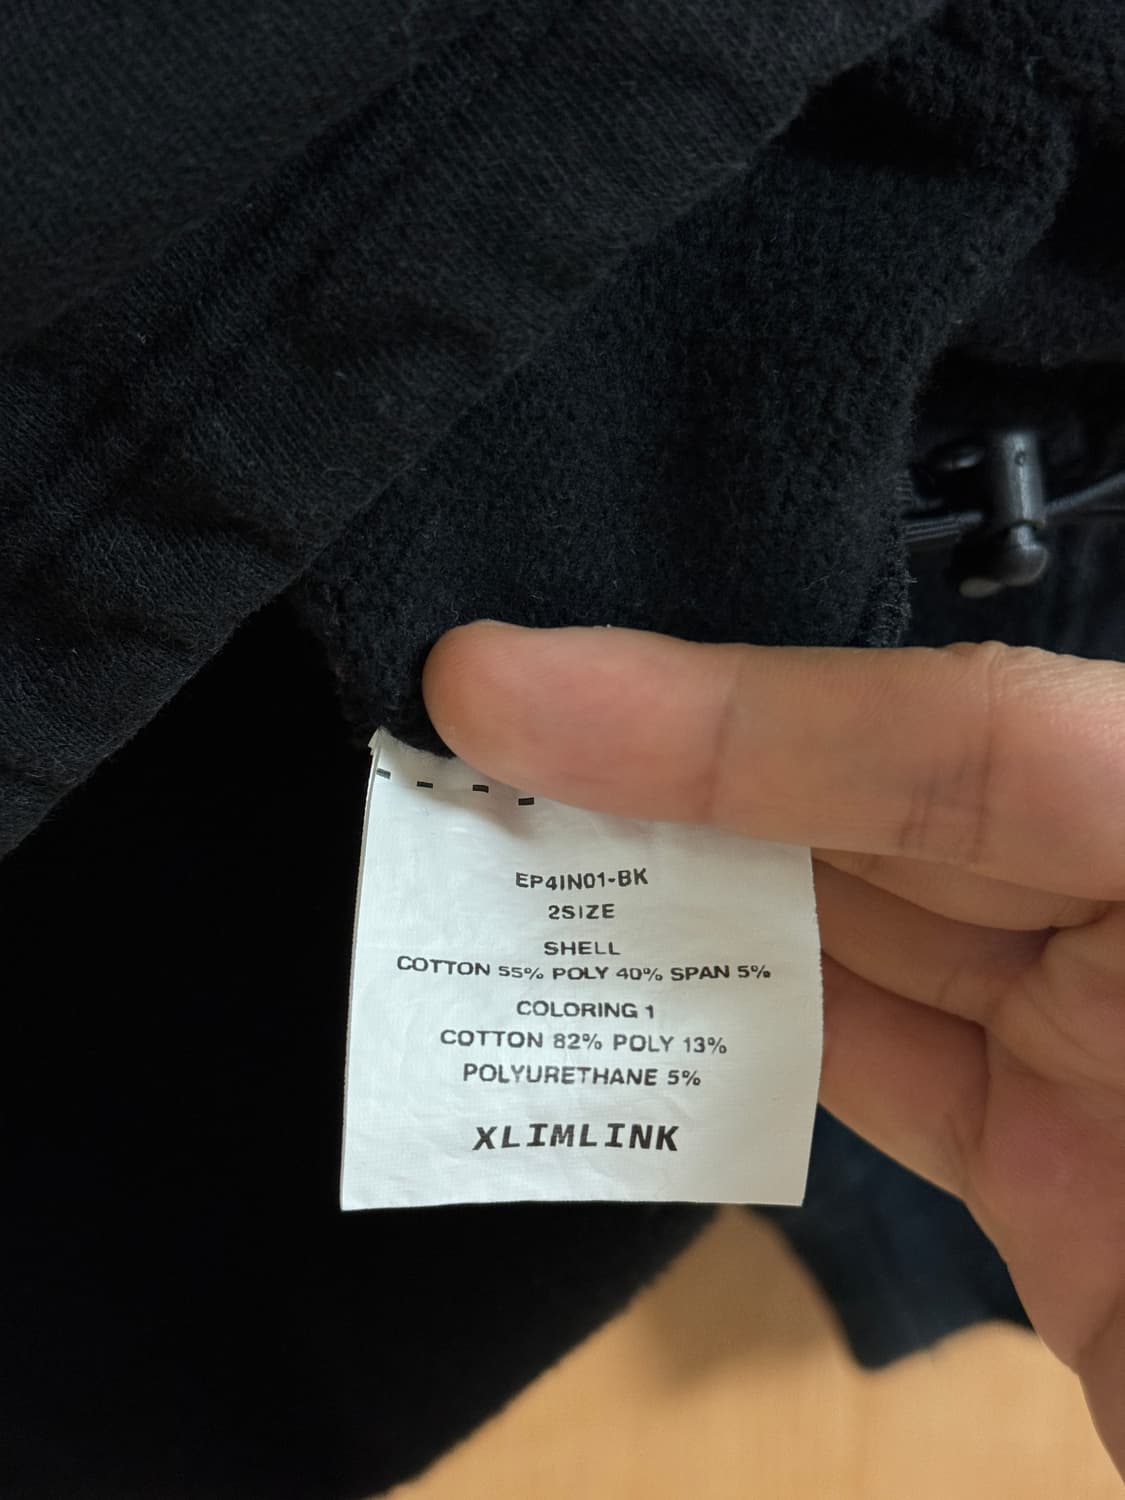 EP4IN01-BK
2SIZE
SHELL
COTTON 55% POLY 40% SPAN 5%
COLORING 1
COTTON 82% POLY 13%
POLYURETHANE 5%
XLIMLINK